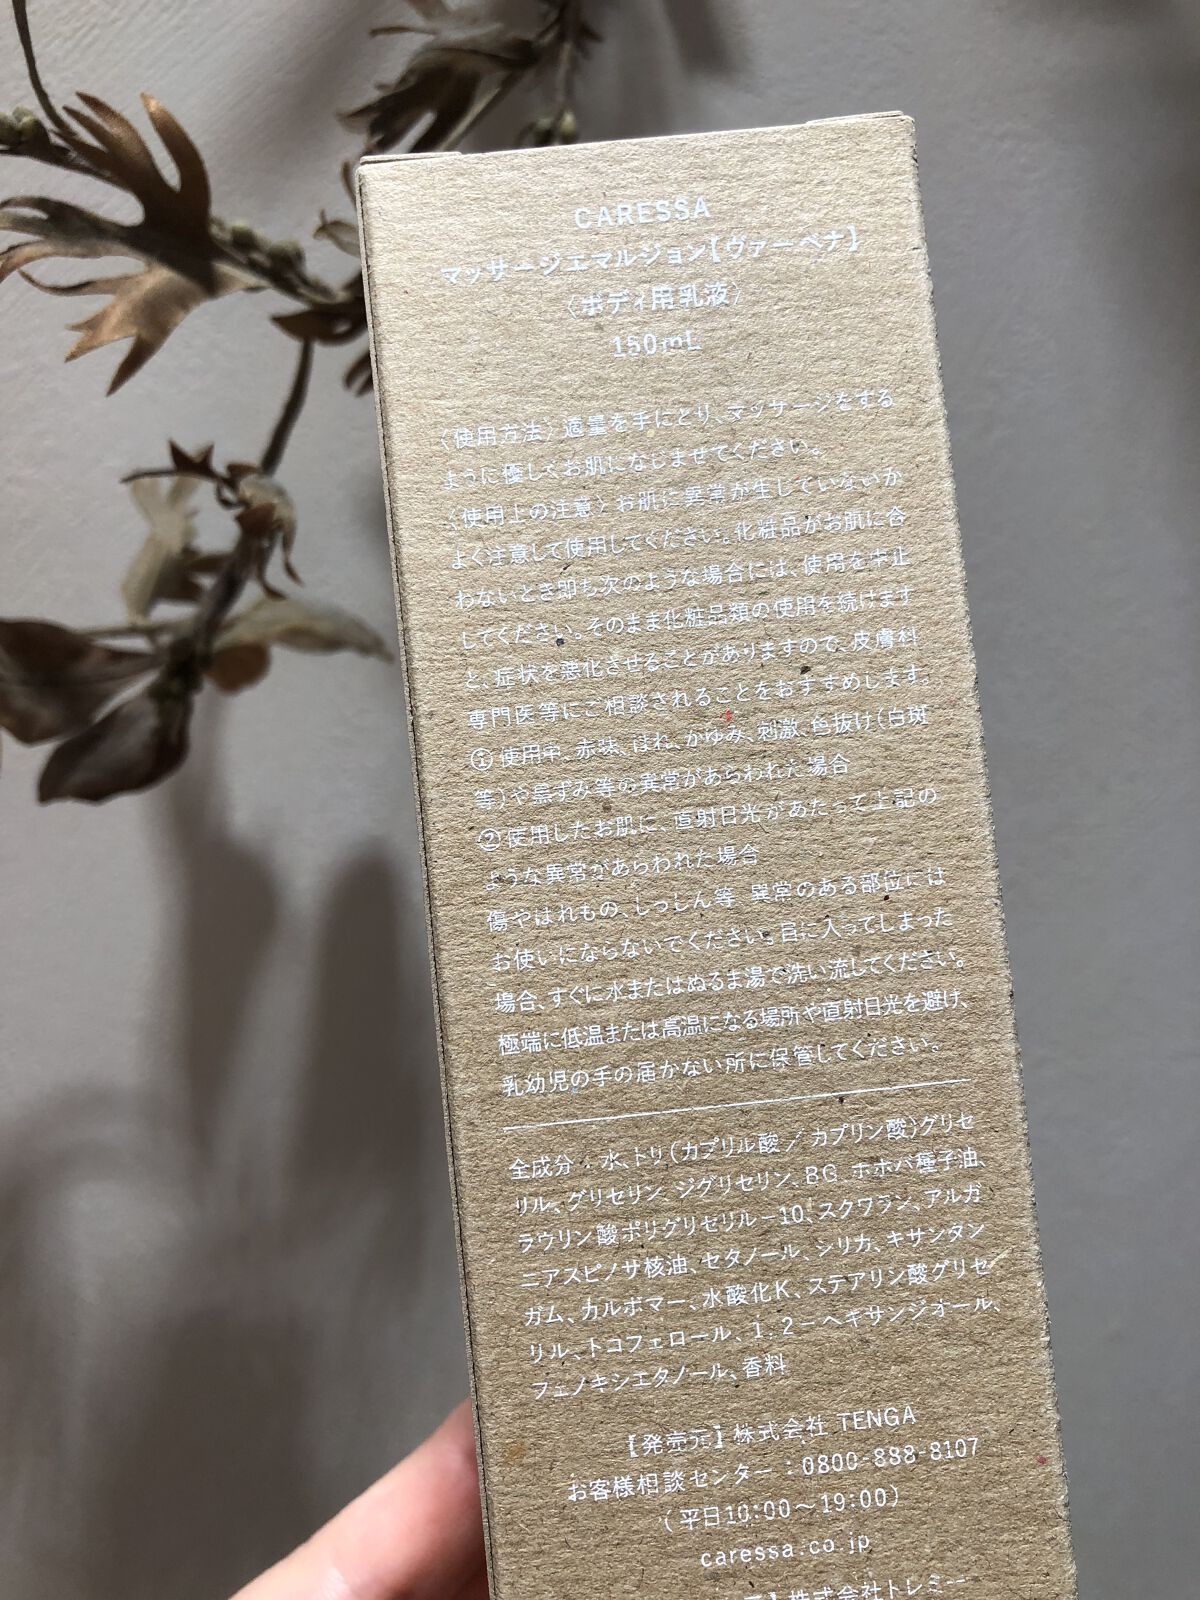 CARESSA
マッサージエマルジョン【ヴァーベナ】
〈ボディ用乳液〉
150mL
〈使用方法〉適量を手にとり、マッサージをする
ように優しくお肌になじませてください。
〈使用上の注意〉お肌に異常が生じていないか
よく注意して使用してください。化粧品がお肌に合
わないとき即ち次のような場合には、使用を中止
してください。そのまま化粧品類の使用を続けます
と、症状を悪化させることがありますので、皮膚科
専門医等にご相談されることをおすすめします。
①使用中、赤味、はれ、かゆみ、刺激、色抜け(白斑
等)や黒ずみ等の異常があらわれた場合
②使用したお肌に、直射日光があたって上記の
ような異常があらわれた場合
傷やはれもの、しっしん等 異常のある部位には
お使いにならないでください。目に入ってしまった
場合、すぐに水またはぬるま湯で洗い流してください。
極端に低温または高温になる場所や直射日光を避け、
乳幼児の手の届かない所に保管してください。
全成分：水、トリ(カプリル酸／カプリン酸)グリセ
リル、グリセリン、ジグリセリン、BG、ホホバ種子油、
ラウリン酸ポリグリセリル-10、スクワラン、アルガ
ニアスピノサ核油、セタノール、シリカ、キサンタン
ガム、カルボマー、水酸化K、ステアリン酸グリセ
リル、トコフェロール、1,2-ヘキサンジオール、
フェノキシエタノール、香料
【発売元】株式会社 TENGA
お客様相談センター：0800-888-8107
(平日10:00～19:00)
caressa.co.jp
株式会社トレミー